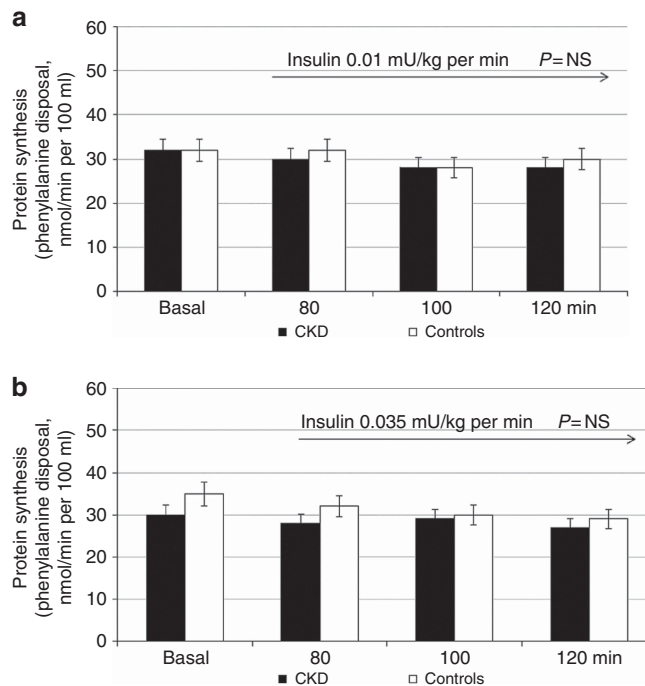 a
Protein synthesis
(phenylalanine disposal,
nmol/min per 100 ml)
60
50
40
30
20
10
0
Insulin 0.01 mU/kg per min P=NS
Basal 80 100 120 min
■ CKD □ Controls
b
Protein synthesis
(phenylalanine disposal,
nmol/min per 100 ml)
60
50
40
30
20
10
0
Insulin 0.035 mU/kg per min P=NS
Basal 80 100 120 min
■ CKD □ Controls